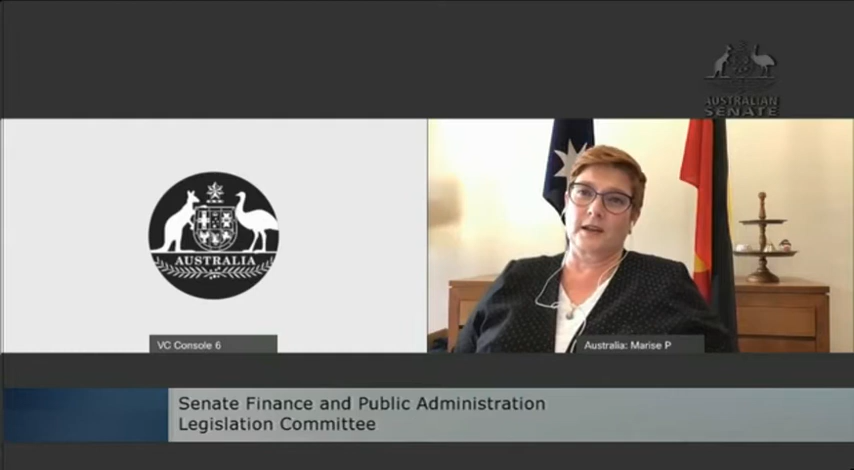 AUSTRALIAN
SENATE
AUSTRALIA
VC Console 6
Australia: Marise P
Senate Finance and Public Administration
Legislation Committee